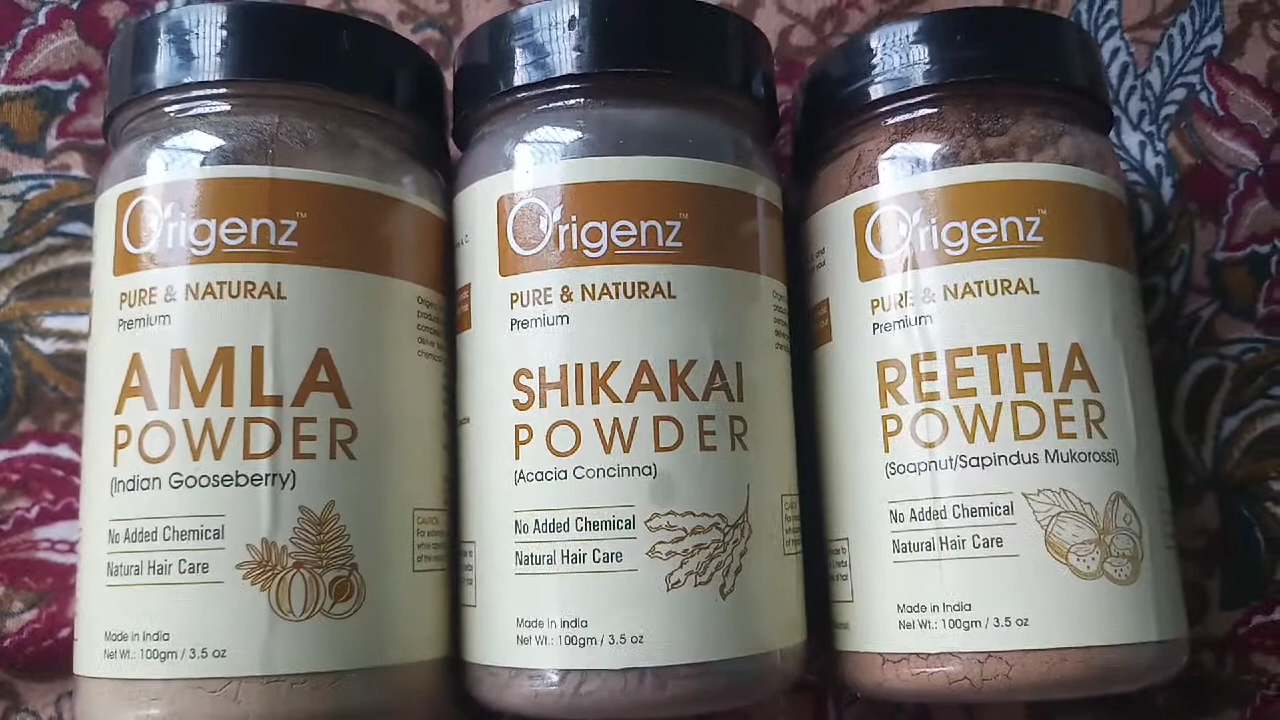 Origenz™
PURE & NATURAL
Premium
AMLA
POWDER
(Indian Gooseberry)
No Added Chemical
Natural Hair Care
Made in India
Net Wt.: 100gm / 3.5 oz
Origenz™
PURE & NATURAL
Premium
SHIKAKAI
POWDER
(Acacia Concinna)
No Added Chemical
Natural Hair Care
Made in India
Net Wt.: 100gm / 3.5 oz
Origenz™
PURE & NATURAL
Premium
REETHA
POWDER
(Soapnut/Sapindus Mukorossi)
No Added Chemical
Natural Hair Care
Made in India
Net Wt.: 100gm / 3.5 oz